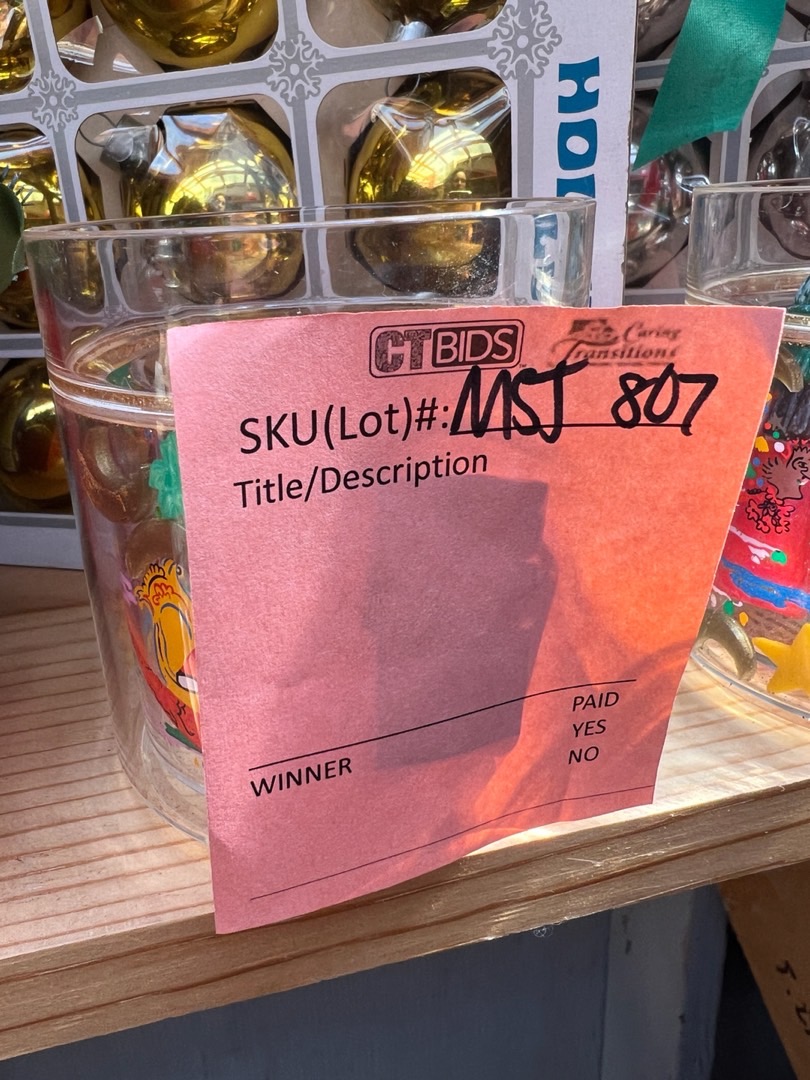 CTBIDS
Caring Transitions
SKU(Lot)#: MSJ 807
Title/Description
PAID
YES
NO
WINNER